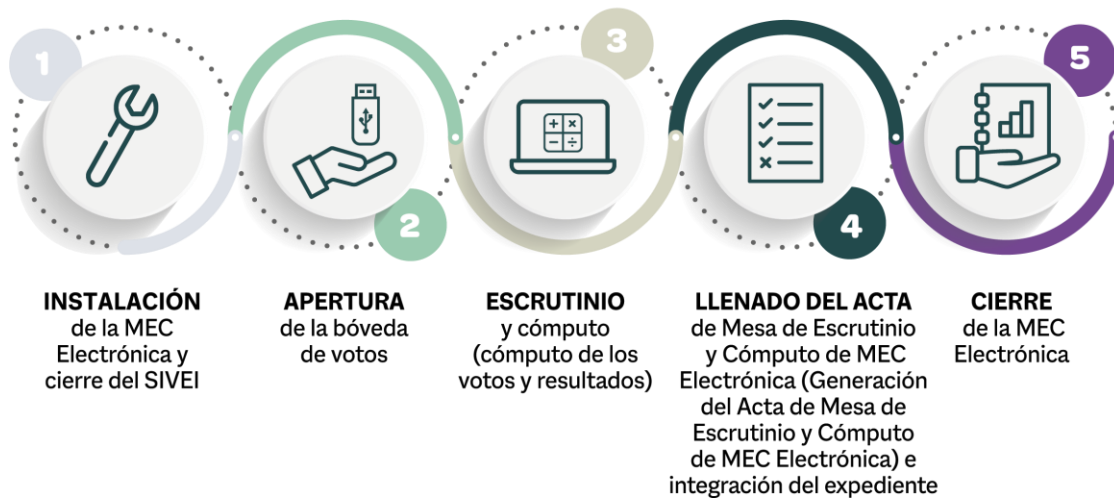 1
INSTALACIÓN
de la MEC
Electrónica y
cierre del SIVEI
2
APERTURA
de la bóveda
de votos
3
ESCRUTINIO
y cómputo
(cómputo de los
votos y resultados)
4
LLENADO DEL ACTA
de Mesa de Escrutinio
y Cómputo de MEC
Electrónica (Generación
del Acta de Mesa de
Escrutinio y Cómputo
de MEC Electrónica) e
integración del expediente
5
CIERRE
de la MEC
Electrónica